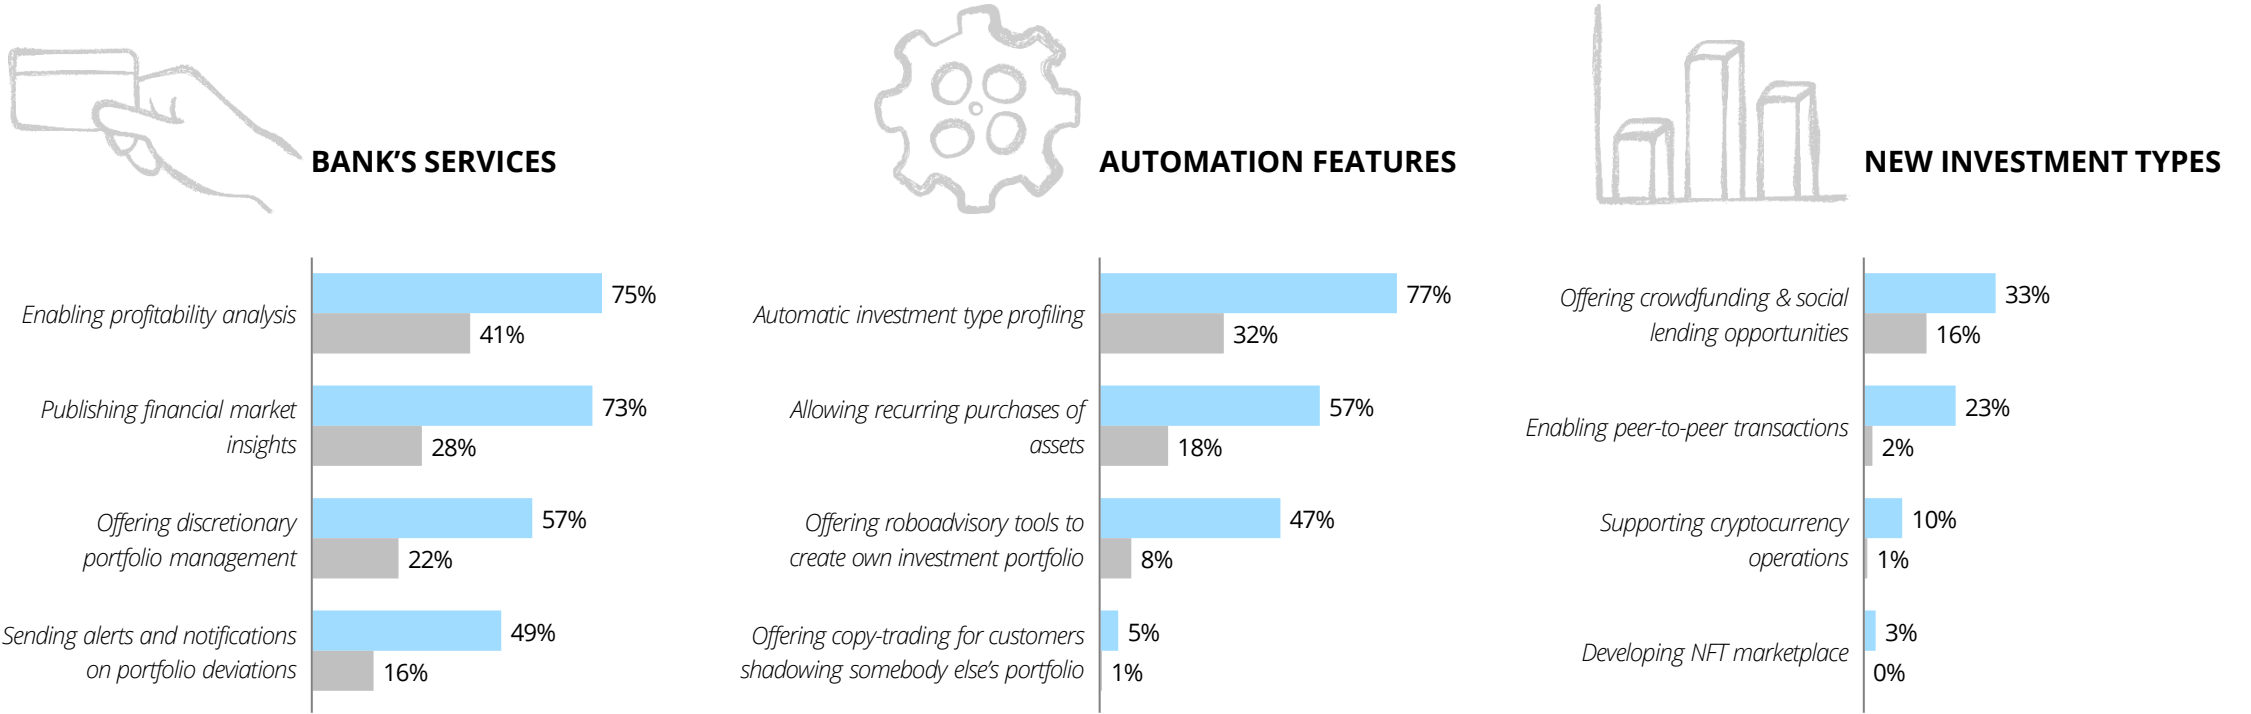 BANK’S SERVICES
Enabling profitability analysis
75%
41%
Publishing financial market
insights
73%
28%
Offering discretionary
portfolio management
57%
22%
Sending alerts and notifications
on portfolio deviations
49%
16%
AUTOMATION FEATURES
Automatic investment type profiling
77%
32%
Allowing recurring purchases of
assets
57%
18%
Offering roboadvisory tools to
create own investment portfolio
47%
8%
Offering copy-trading for customers
shadowing somebody else’s portfolio
5%
1%
NEW INVESTMENT TYPES
Offering crowdfunding & social
lending opportunities
33%
16%
Enabling peer-to-peer transactions
23%
2%
Supporting cryptocurrency
operations
10%
1%
Developing NFT marketplace
3%
0%